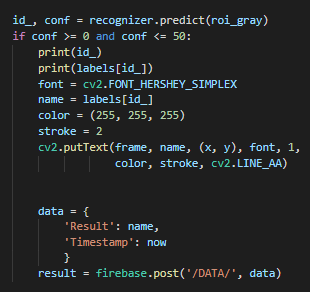 id_, conf = recognizer.predict(roi_gray)
if conf >= 0 and conf <= 50:
    print(id_)
    print(labels[id_])
    font = cv2.FONT_HERSHEY_SIMPLEX
    name = labels[id_]
    color = (255, 255, 255)
    stroke = 2
    cv2.putText(frame, name, (x, y), font, 1,
                color, stroke, cv2.LINE_AA)
    data = {
        'Result': name,
        'Timestamp': now
        }
    result = firebase.post('/DATA/', data)